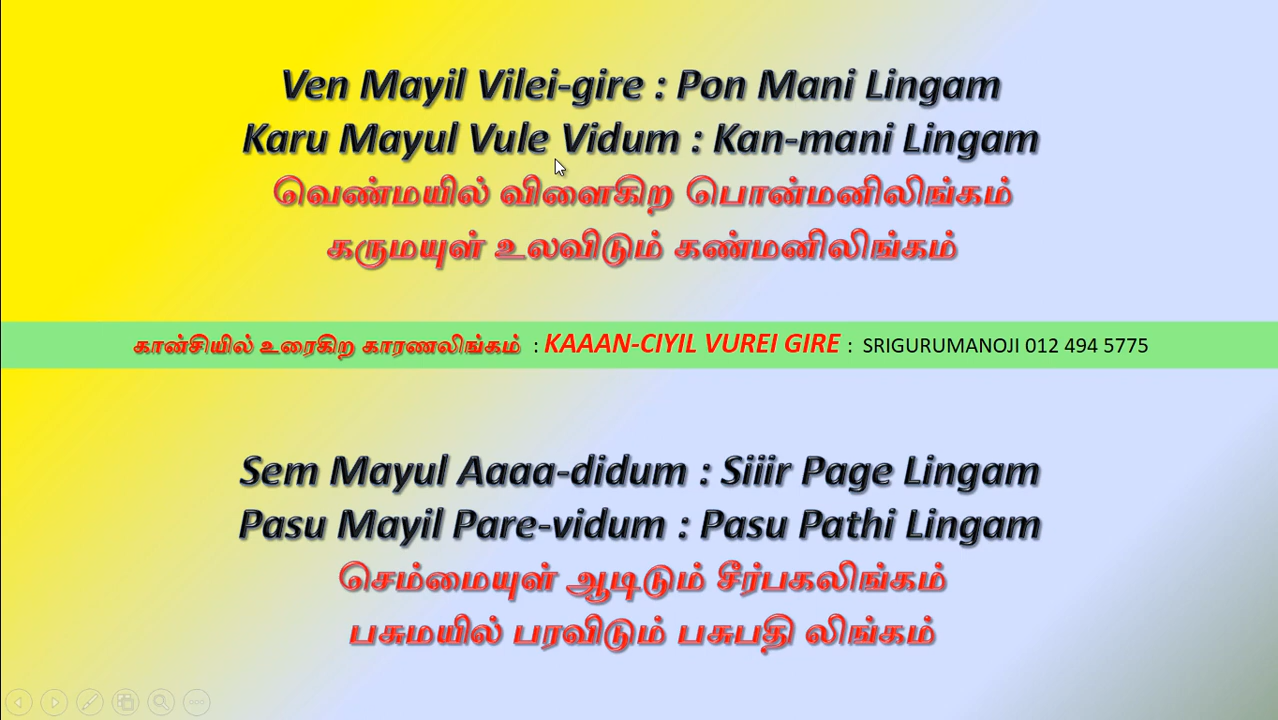 Ven Mayil Vilei-gire : Pon Mani Lingam
Karu Mayul Vule Vidum : Kan-mani Lingam
வெண்மயில் விளைகிற பொன்மனிலிங்கம்
கருமயுள் உலவிடும் கண்மனிலிங்கம்
கான்சியில் உரைகிற காரணலிங்கம் : KAAAN-CIYIL VUREI GIRE : SRIGURUMANOJI 012 494 5775
Sem Mayul Aaaa-didum : Siiir Page Lingam
Pasu Mayil Pare-vidum : Pasu Pathi Lingam
செம்மையுள் ஆடிடும் சீர்பகலிங்கம்
பசுமயில் பரவிடும் பசுபதி லிங்கம்